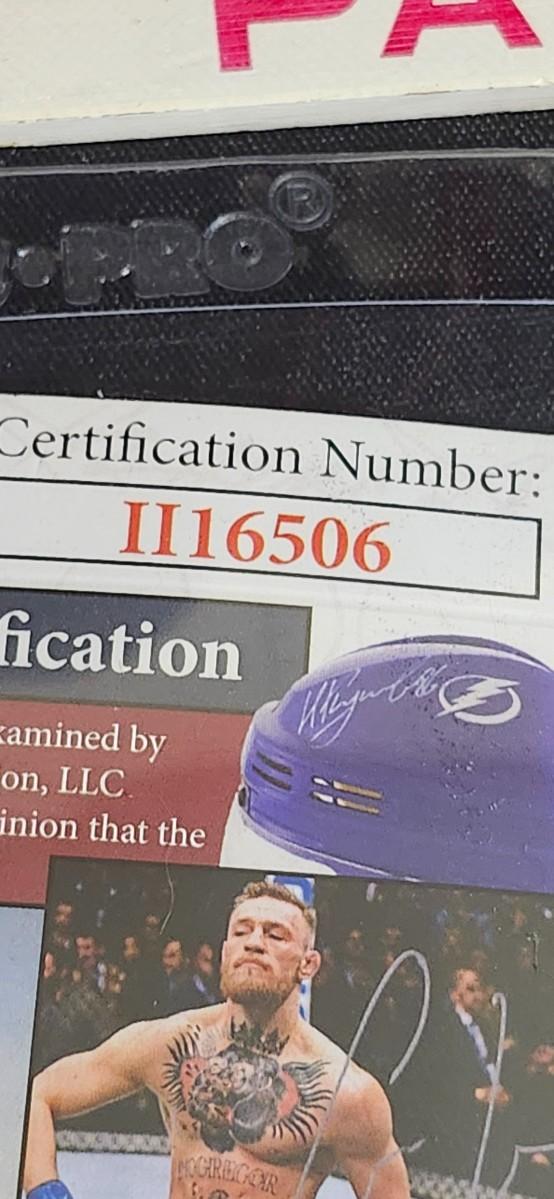 PA
·PRO®
Certification Number:
II16506
fication
xamined by
on, LLC
inion that the
MCGREGOR